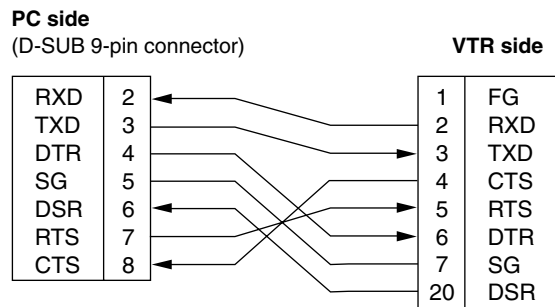 PC side
(D-SUB 9-pin connector)
VTR side
RXD 2
TXD 3
DTR 4
SG 5
DSR 6
RTS 7
CTS 8
1 FG
2 RXD
3 TXD
4 CTS
5 RTS
6 DTR
7 SG
20 DSR